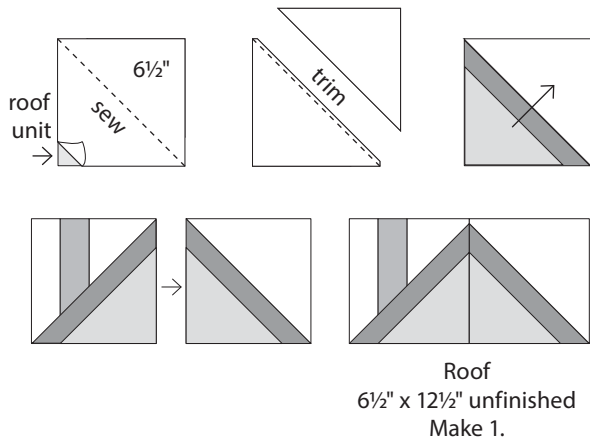 6½"
roof
unit
sew
trim
Roof
6½" x 12½" unfinished
Make 1.